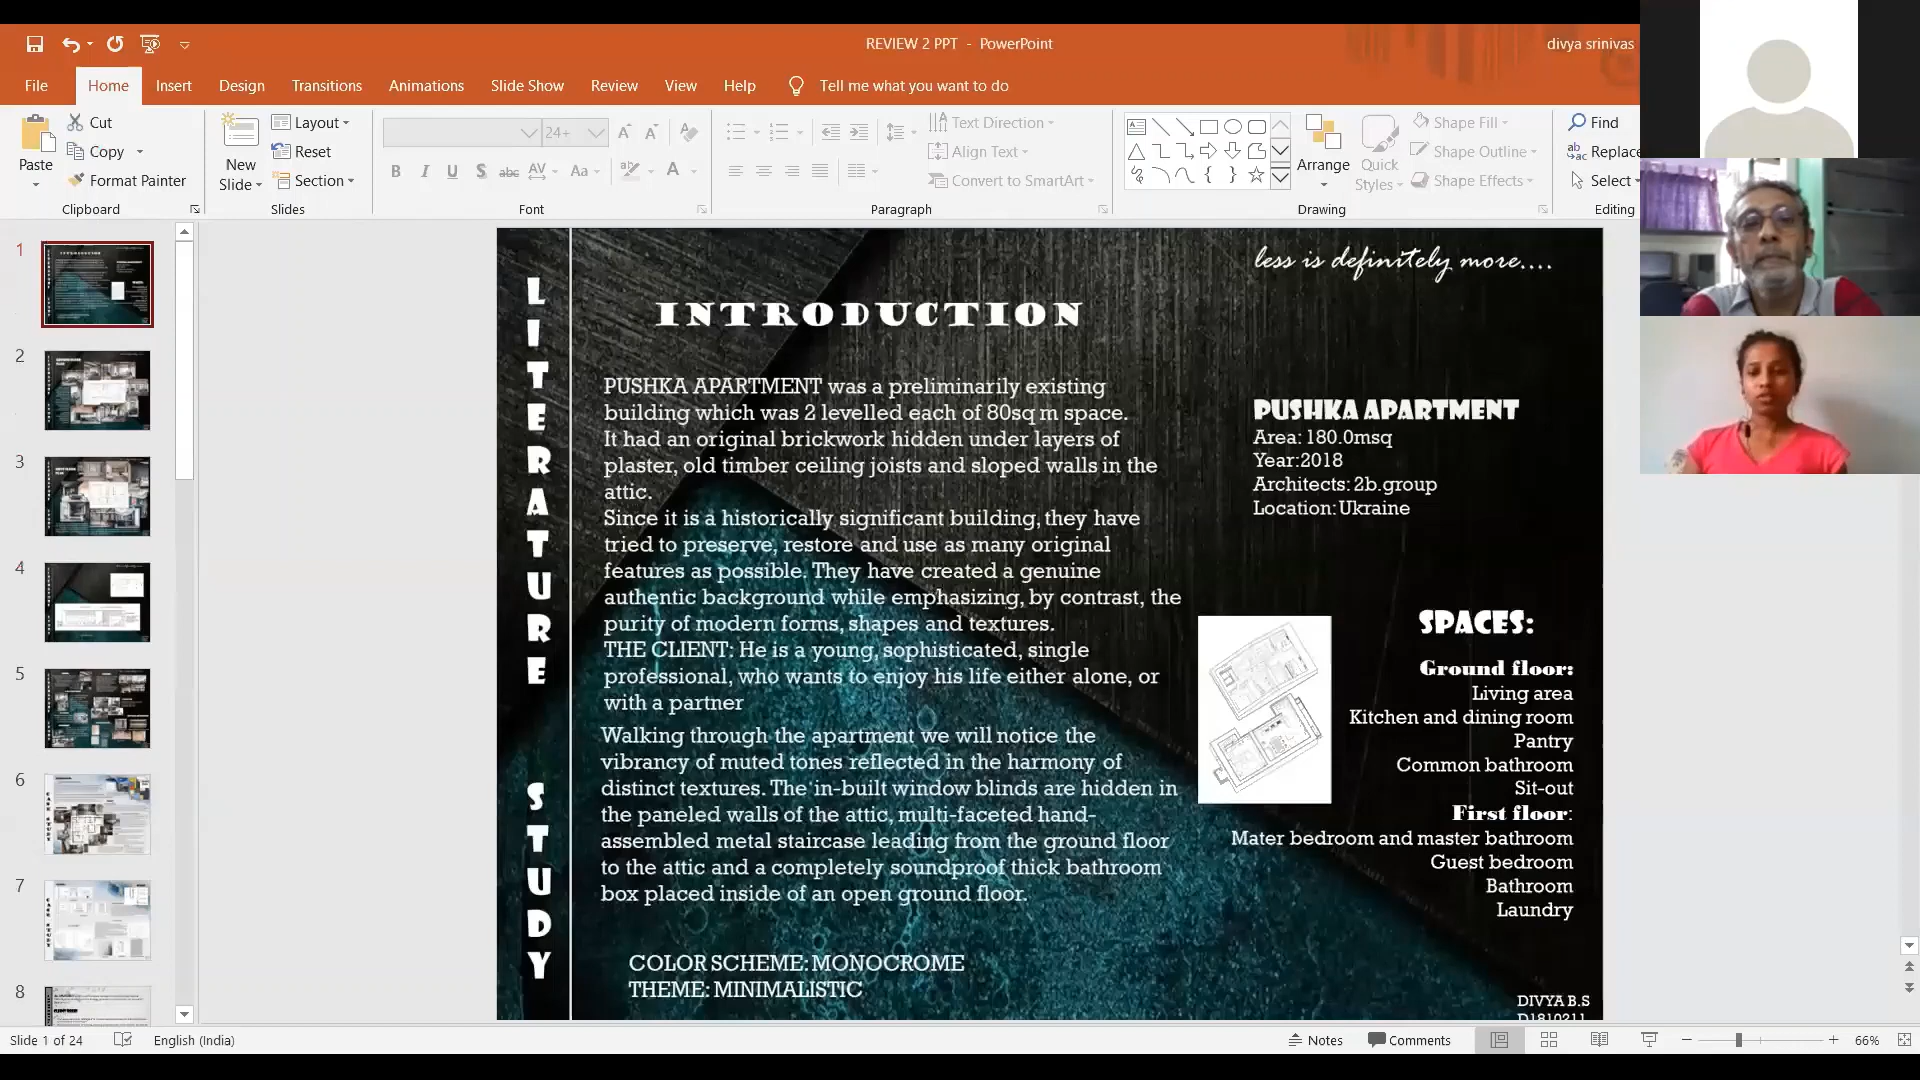 REVIEW 2 PPT - PowerPoint
divya srinivas
File Home Insert Design Transitions Animations Slide Show Review View Help Tell me what you want to do
Paste
Cut
Copy
Format Painter
Clipboard
New Slide
Layout
Reset
Section
Slides
24+
B I U S abc AV Aa A
Font
Text Direction
Align Text
Convert to SmartArt
Paragraph
Arrange
Quick Styles
Shape Fill
Shape Outline
Shape Effects
Drawing
Find
Replace
Select
Editing
1
2
3
4
5
6
7
8
LITERATURE STUDY
less is definitely more....
INTRODUCTION
PUSHKA APARTMENT was a preliminarily existing
building which was 2 levelled each of 80sq m space.
It had an original brickwork hidden under layers of
plaster, old timber ceiling joists and sloped walls in the
attic.
Since it is a historically significant building, they have
tried to preserve, restore and use as many original
features as possible. They have created a genuine
authentic background while emphasizing, by contrast, the
purity of modern forms, shapes and textures.
THE CLIENT: He is a young, sophisticated, single
professional, who wants to enjoy his life either alone, or
with a partner
Walking through the apartment we will notice the
vibrancy of muted tones reflected in the harmony of
distinct textures. The in-built window blinds are hidden in
the paneled walls of the attic, multi-faceted hand-
assembled metal staircase leading from the ground floor
to the attic and a completely soundproof thick bathroom
box placed inside of an open ground floor.
COLOR SCHEME: MONOCROME
THEME: MINIMALISTIC
PUSHKA APARTMENT
Area: 180.0msq
Year:2018
Architects: 2b.group
Location: Ukraine
SPACES:
Ground floor:
Living area
Kitchen and dining room
Pantry
Common bathroom
Sit-out
First floor:
Mater bedroom and master bathroom
Guest bedroom
Bathroom
Laundry
DIVYA B.S
D1810211
Slide 1 of 24
English (India)
Notes
Comments
66%